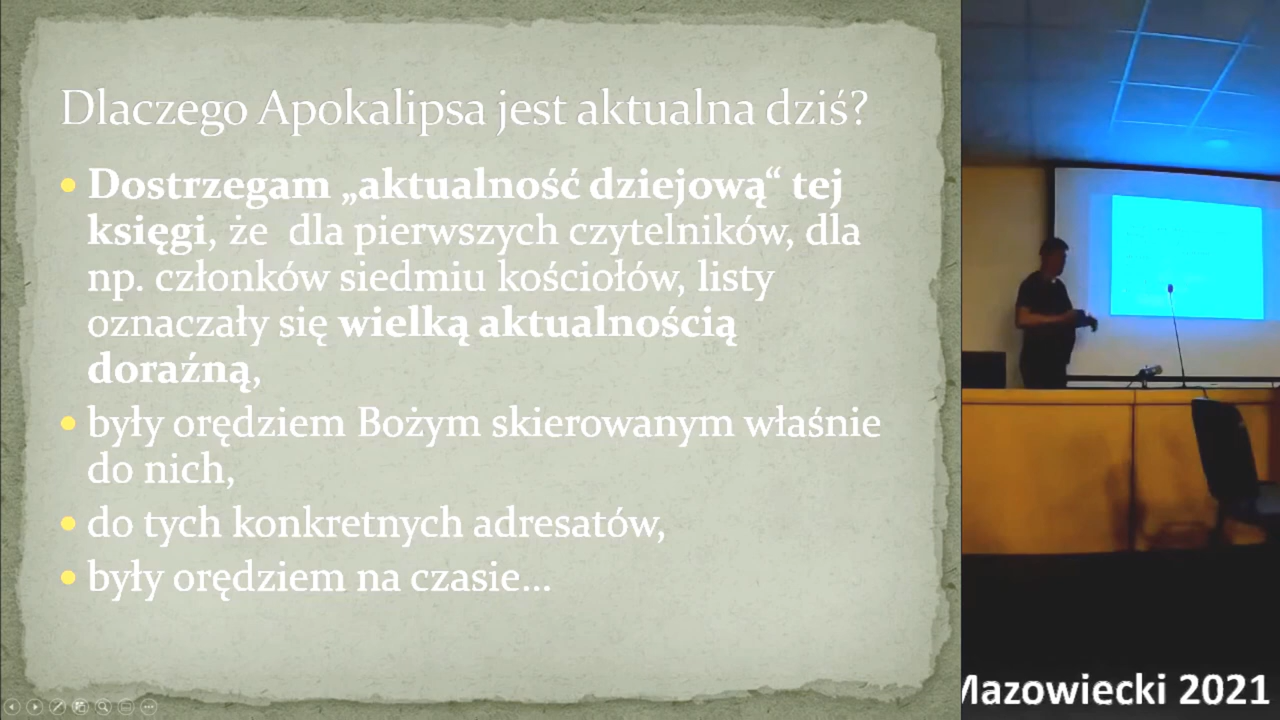 Dlaczego Apokalipsa jest aktualna dziś?
• Dostrzegam „aktualność dziejową“ tej
księgi, że dla pierwszych czytelników, dla
np. członków siedmiu kościołów, listy
oznaczały się wielką aktualnością
doraźną,
• były orędziem Bożym skierowanym właśnie
do nich,
• do tych konkretnych adresatów,
• były orędziem na czasie...
Mazowiecki 2021